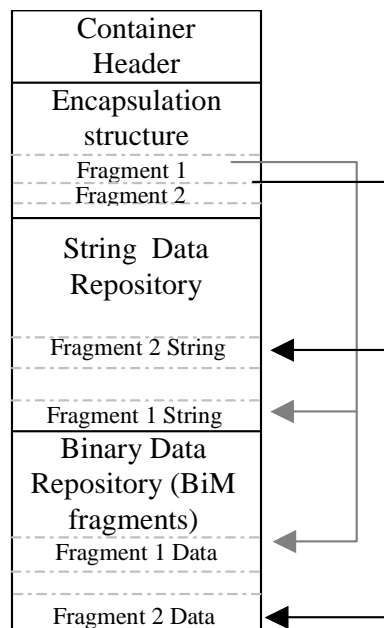 Container
Header
Encapsulation
structure
Fragment 1
Fragment 2
String Data
Repository
Fragment 2 String
Fragment 1 String
Binary Data
Repository (BiM
fragments)
Fragment 1 Data
Fragment 2 Data